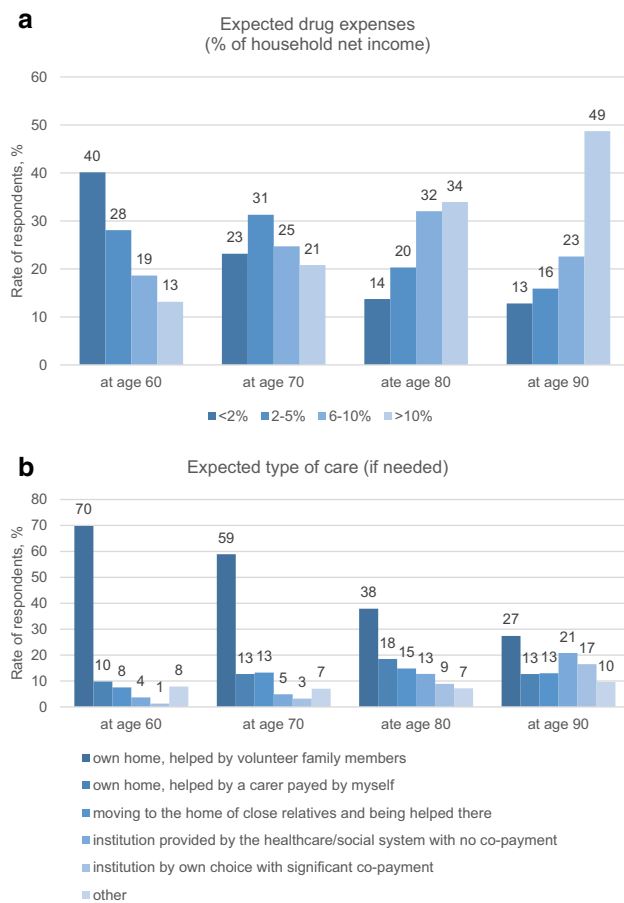 a
Expected drug expenses
(% of household net income)
Rate of respondents, %
60
50
40
30
20
10
0
40
28
19
13
23
31
25
21
14
20
32
34
13
16
23
49
at age 60
at age 70
ate age 80
at age 90
<2% 2-5% 6-10% >10%
b
Expected type of care (if needed)
Rate of respondents, %
80
70
60
50
40
30
20
10
0
70
10
8
4
1
8
59
13
13
5
3
7
38
18
15
13
9
7
27
13
13
21
17
10
at age 60
at age 70
ate age 80
at age 90
own home, helped by volunteer family members
own home, helped by a carer payed by myself
moving to the home of close relatives and being helped there
institution provided by the healthcare/social system with no co-payment
institution by own choice with significant co-payment
other